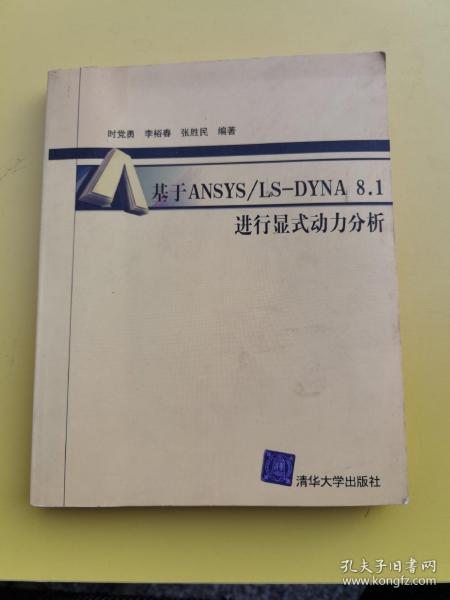 时党勇 李裕春 张胜民 编著
基于ANSYS/LS-DYNA 8.1
进行显式动力分析
清华大学出版社
孔夫子旧书网
www.kongfz.com